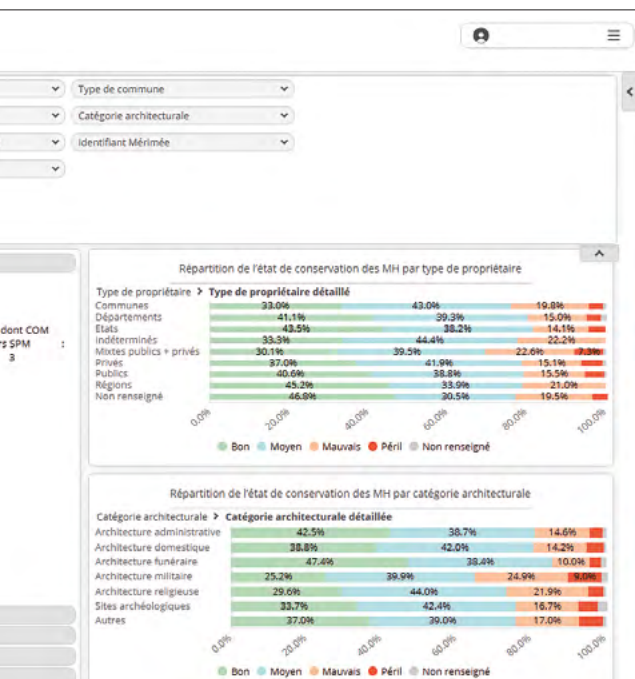 Type de commune
Catégorie architecturale
Identifiant Mérimée
dont COM
rs SPM :
3
Répartition de l'état de conservation des MH par type de propriétaire
Type de propriétaire > Type de propriétaire détaillé
Communes 33.0% 43.0% 19.8%
Départements 41.1% 39.3% 15.0%
Etats 43.5% 38.2% 14.1%
Indéterminés 33.3% 44.4% 22.2%
Mixtes publics + privés 30.1% 39.5% 22.6% 7.3%
Privés 37.0% 41.9% 15.1%
Publics 40.6% 38.8% 15.5%
Régions 45.2% 33.9% 21.0%
Non renseigné 46.8% 30.5% 19.5%
0.0% 20.0% 40.0% 60.0% 80.0% 100.0%
Bon Moyen Mauvais Péril Non renseigné
Répartition de l'état de conservation des MH par catégorie architecturale
Catégorie architecturale > Catégorie architecturale détaillée
Architecture administrative 42.5% 38.7% 14.6%
Architecture domestique 38.8% 42.0% 14.2%
Architecture funéraire 47.4% 38.4% 10.0%
Architecture militaire 25.2% 39.9% 24.9% 9.0%
Architecture religieuse 29.6% 44.0% 21.9%
Sites archéologiques 33.7% 42.4% 16.7%
Autres 37.0% 39.0% 17.0%
0.0% 20.0% 40.0% 60.0% 80.0% 100.0%
Bon Moyen Mauvais Péril Non renseigné